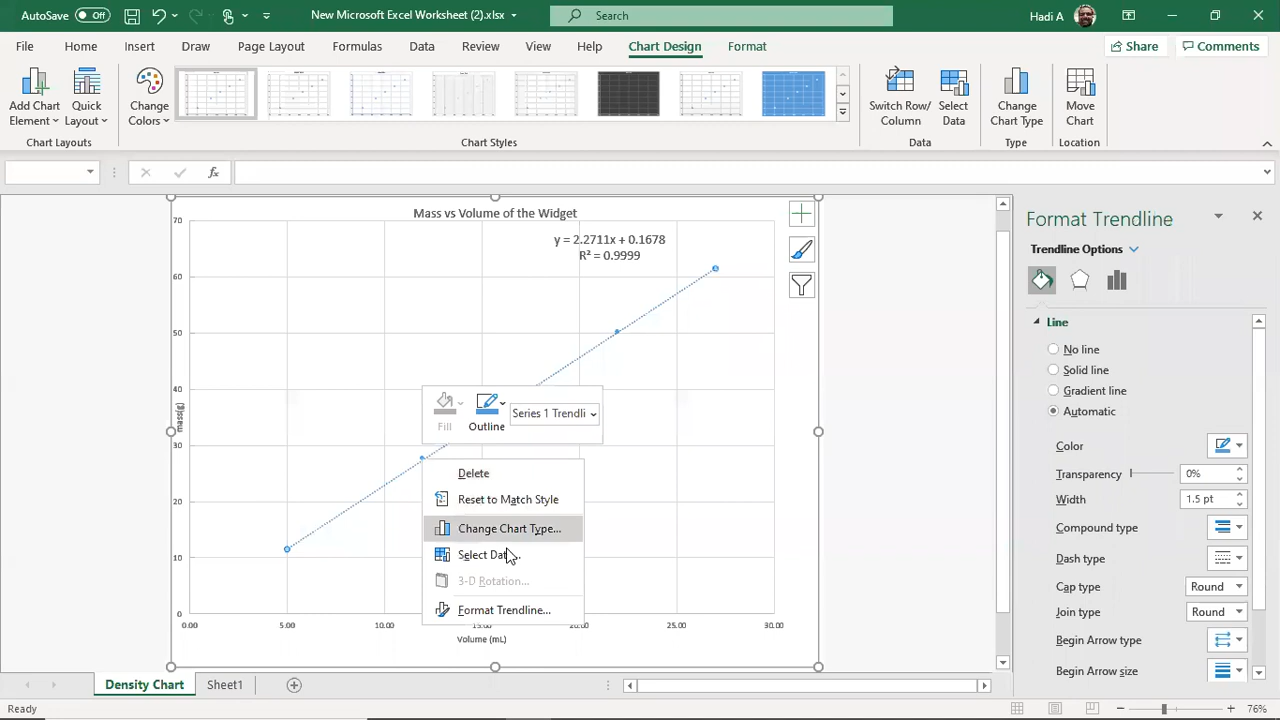 AutoSave Off New Microsoft Excel Worksheet (2).xlsx Search Hadi A
File Home Insert Draw Page Layout Formulas Data Review View Help Chart Design Format Share Comments
Add Chart Element
Quick Layout
Change Colors
Switch Row/ Column
Select Data
Change Chart Type
Move Chart
Chart Layouts Chart Styles Data Type Location
fx
Mass vs Volume of the Widget
y = 2.2711x + 0.1678
R² = 0.9999
70
60
50
40
30
20
10
0
mass(g)
0.00 5.00 10.00 15.00 20.00 25.00 30.00
Volume (mL)
Fill Outline Series 1 Trendli
Delete
Reset to Match Style
Change Chart Type...
Select Dat...
3-D Rotation...
Format Trendline...
Format Trendline
Trendline Options
Line
No line
Solid line
Gradient line
Automatic
Color
Transparency 0%
Width 1.5 pt
Compound type
Dash type
Cap type Round
Join type Round
Begin Arrow type
Begin Arrow size
Density Chart Sheet1
Ready 76%